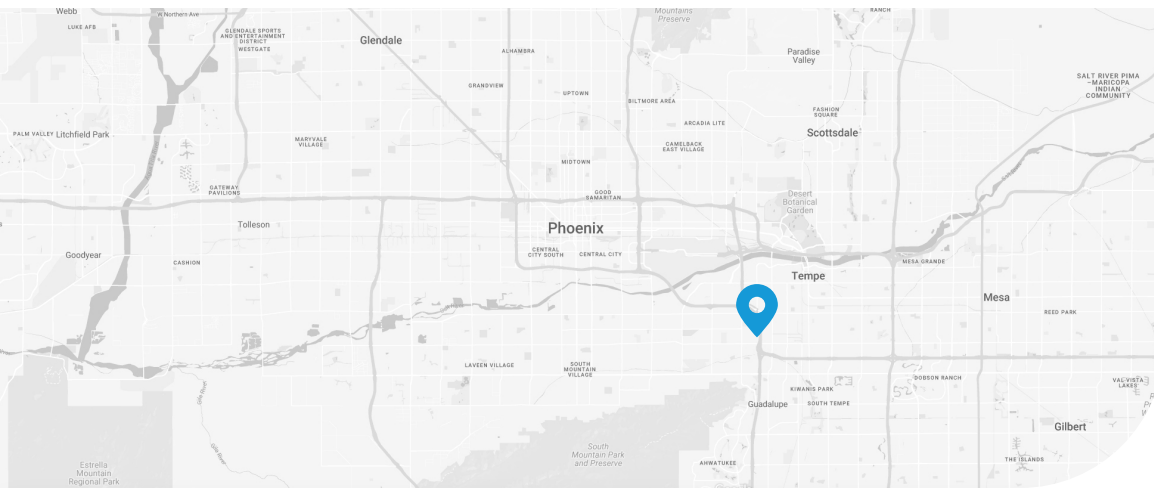 Webb
W Northern Ave
LUKE AFB
GLENDALE SPORTS
AND ENTERTAINMENT
DISTRICT
WESTGATE
Glendale
ALHAMBRA
Mountains
Preserve
RANCH
Paradise
Valley
GRANDVIEW
UPTOWN
BILTMORE AREA
SALT RIVER PIMA
–MARICOPA
INDIAN
COMMUNITY
FASHION
SQUARE
ARCADIA LITE
Scottsdale
PALM VALLEY
Litchfield Park
MARYVALE
VILLAGE
CAMELBACK
EAST VILLAGE
MIDTOWN
GATEWAY
PAVILIONS
GOOD
SAMARITAN
Desert
Botanical
Garden
Tolleson
Phoenix
Goodyear
CASHION
CENTRAL
CITY SOUTH
CENTRAL CITY
MESA GRANDE
Tempe
Mesa
REED PARK
LAVEEN VILLAGE
SOUTH
MOUNTAIN
VILLAGE
DOBSON RANCH
VAL VISTA
LAKES
KIWANIS PARK
Gila River
Guadalupe
SOUTH TEMPE
Gilbert
Gila River
South
Mountain Park
and Preserve
AHWATUKEE
THE ISLANDS
Estrella
Mountain
Regional Park